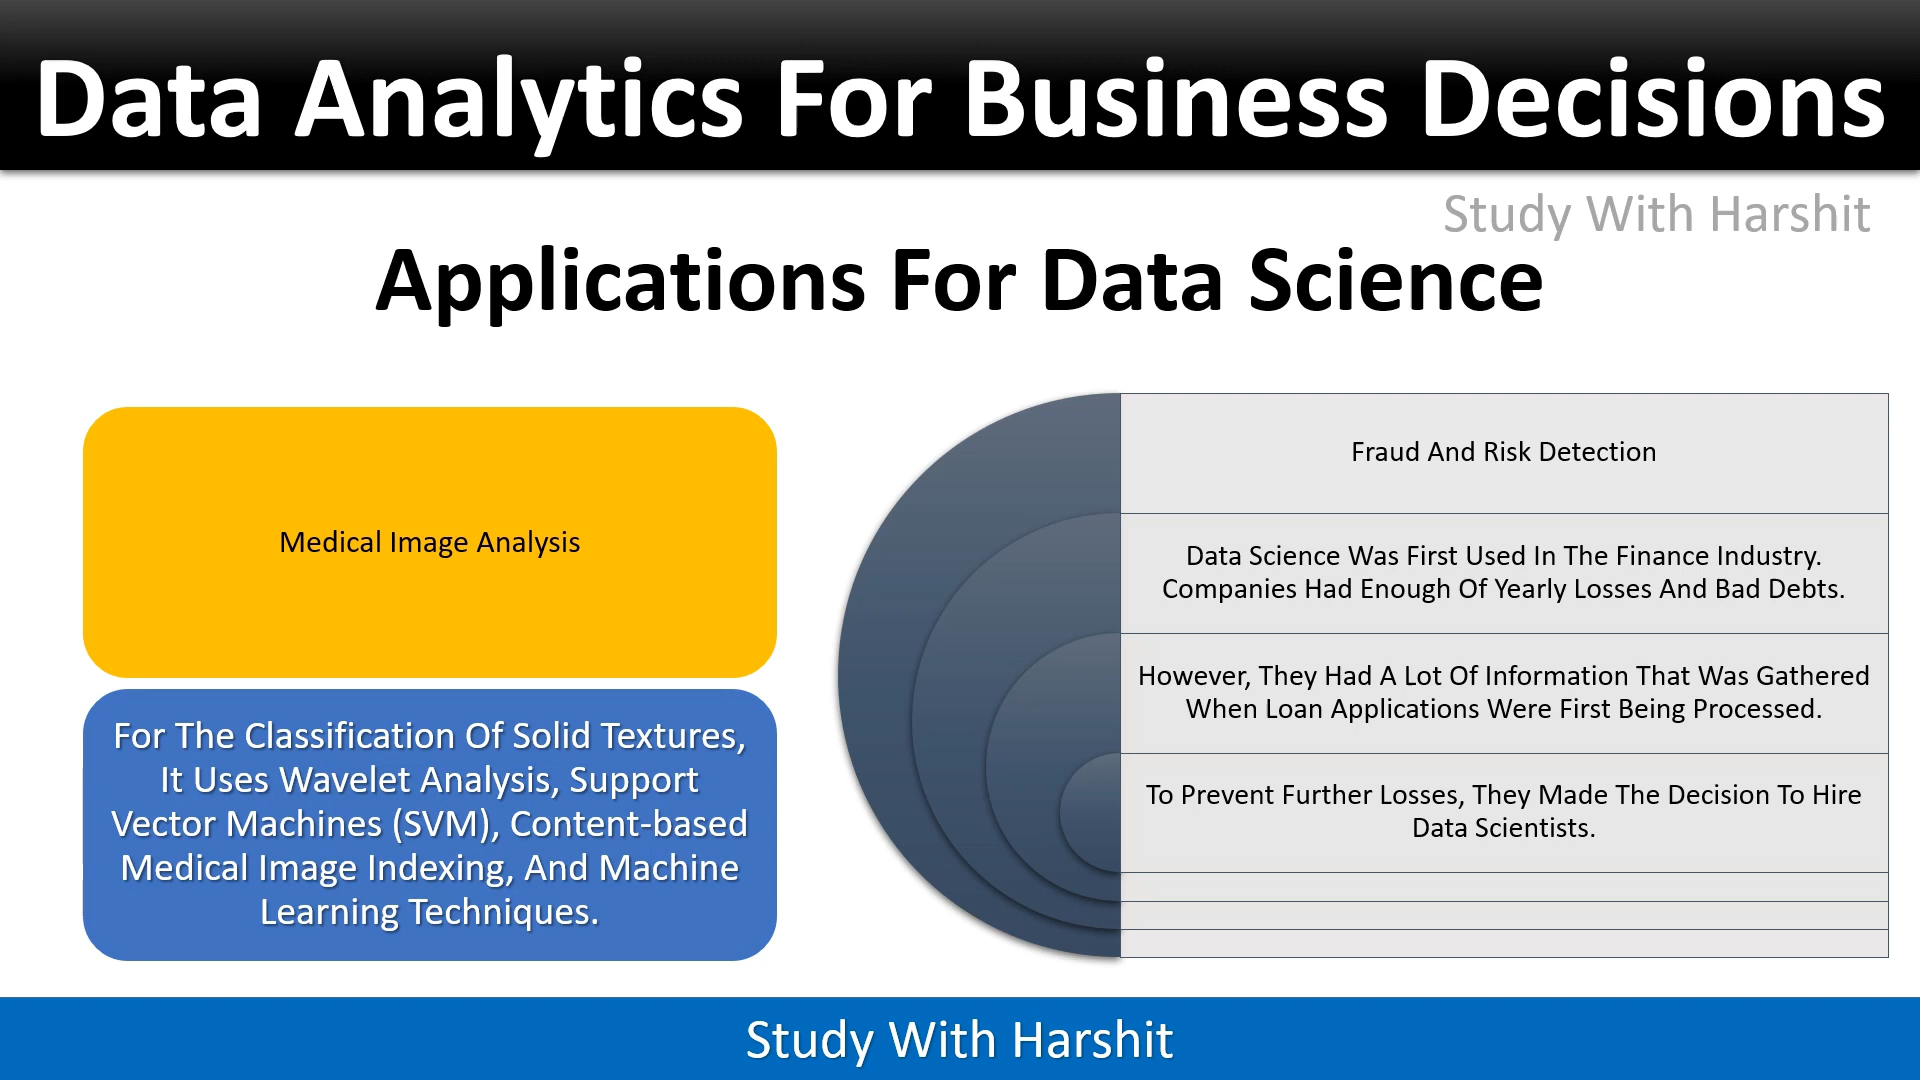 Data Analytics For Business Decisions
Study With Harshit
Applications For Data Science
Medical Image Analysis
For The Classification Of Solid Textures,
It Uses Wavelet Analysis, Support
Vector Machines (SVM), Content-based
Medical Image Indexing, And Machine
Learning Techniques.
Fraud And Risk Detection
Data Science Was First Used In The Finance Industry.
Companies Had Enough Of Yearly Losses And Bad Debts.
However, They Had A Lot Of Information That Was Gathered
When Loan Applications Were First Being Processed.
To Prevent Further Losses, They Made The Decision To Hire
Data Scientists.
Study With Harshit